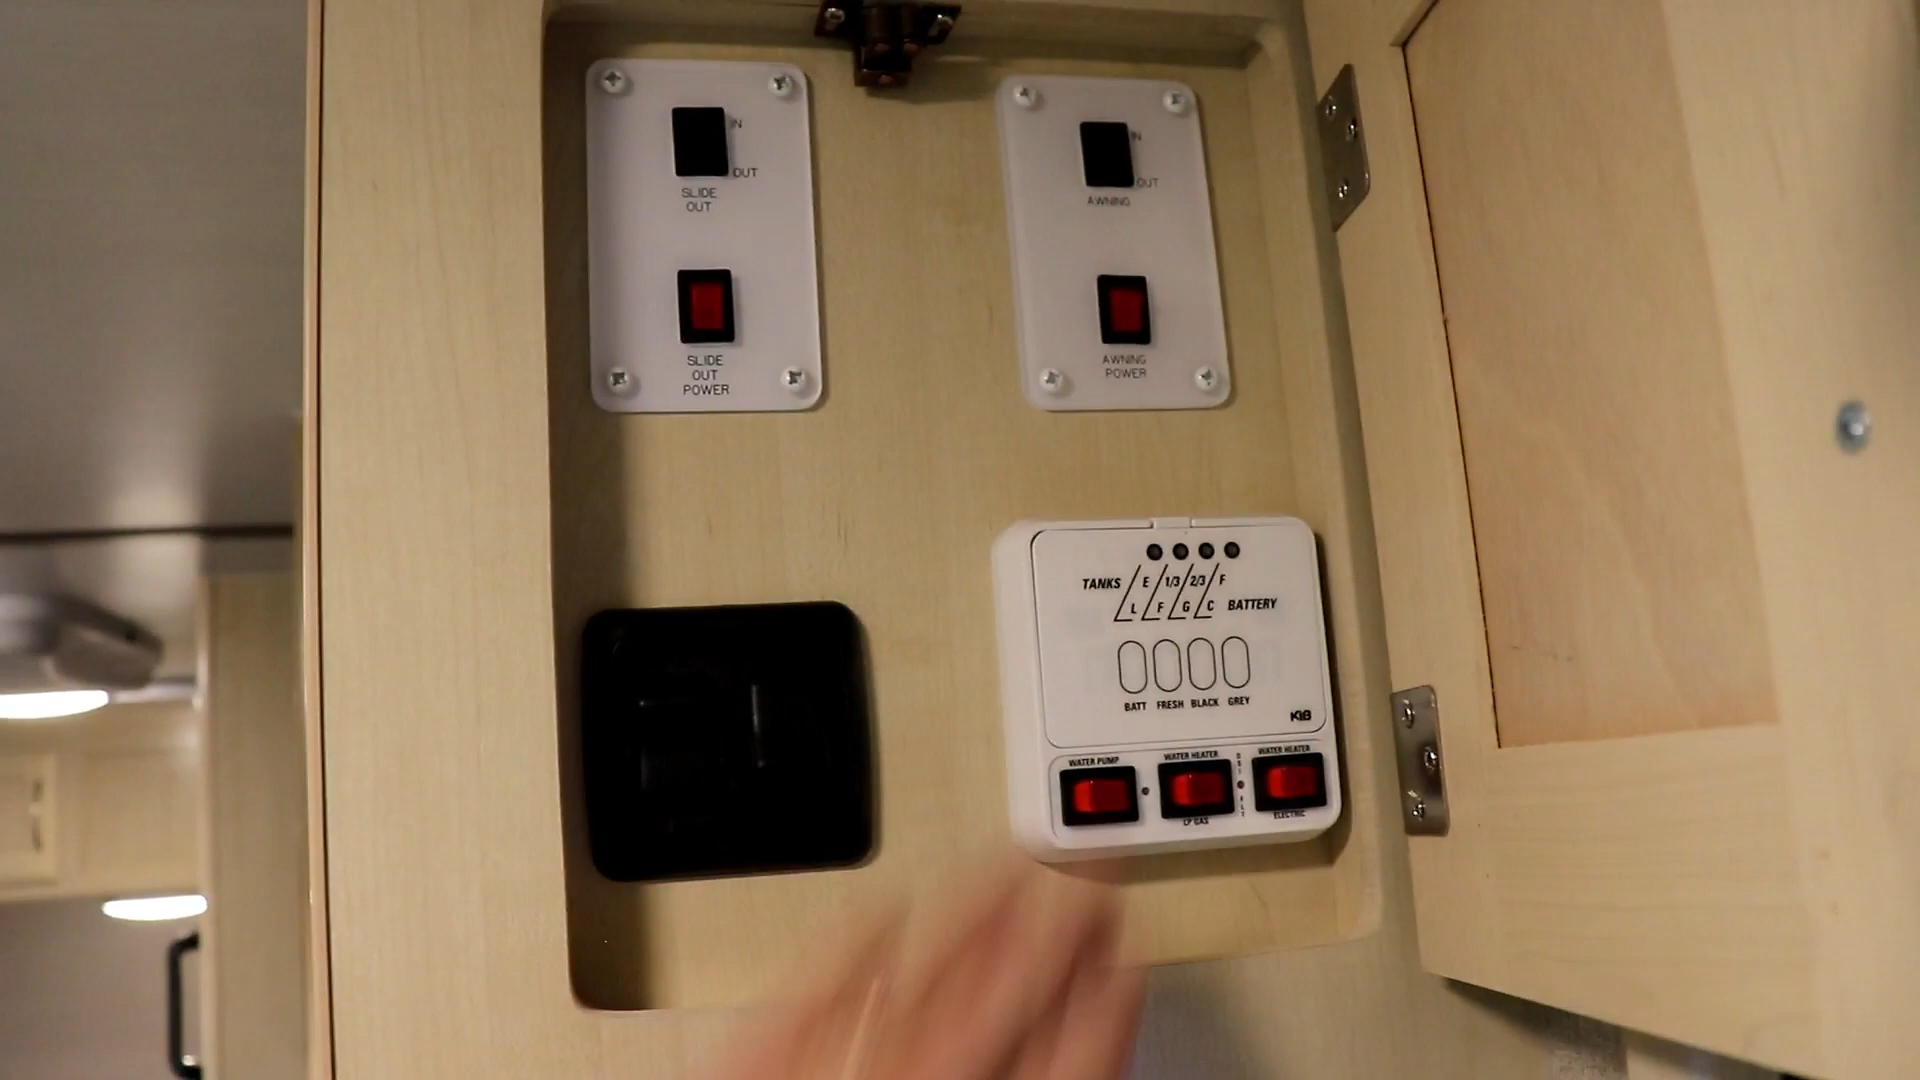 IN
OUT
SLIDE
OUT
SLIDE
OUT
POWER
IN
OUT
AWNING
AWNING
POWER
TANKS E 1/3 2/3 F
L F G C BATTERY
BATT FRESH BLACK GREY
KIB
WATER PUMP WATER HEATER WATER HEATER
LP GAS ELECTRIC